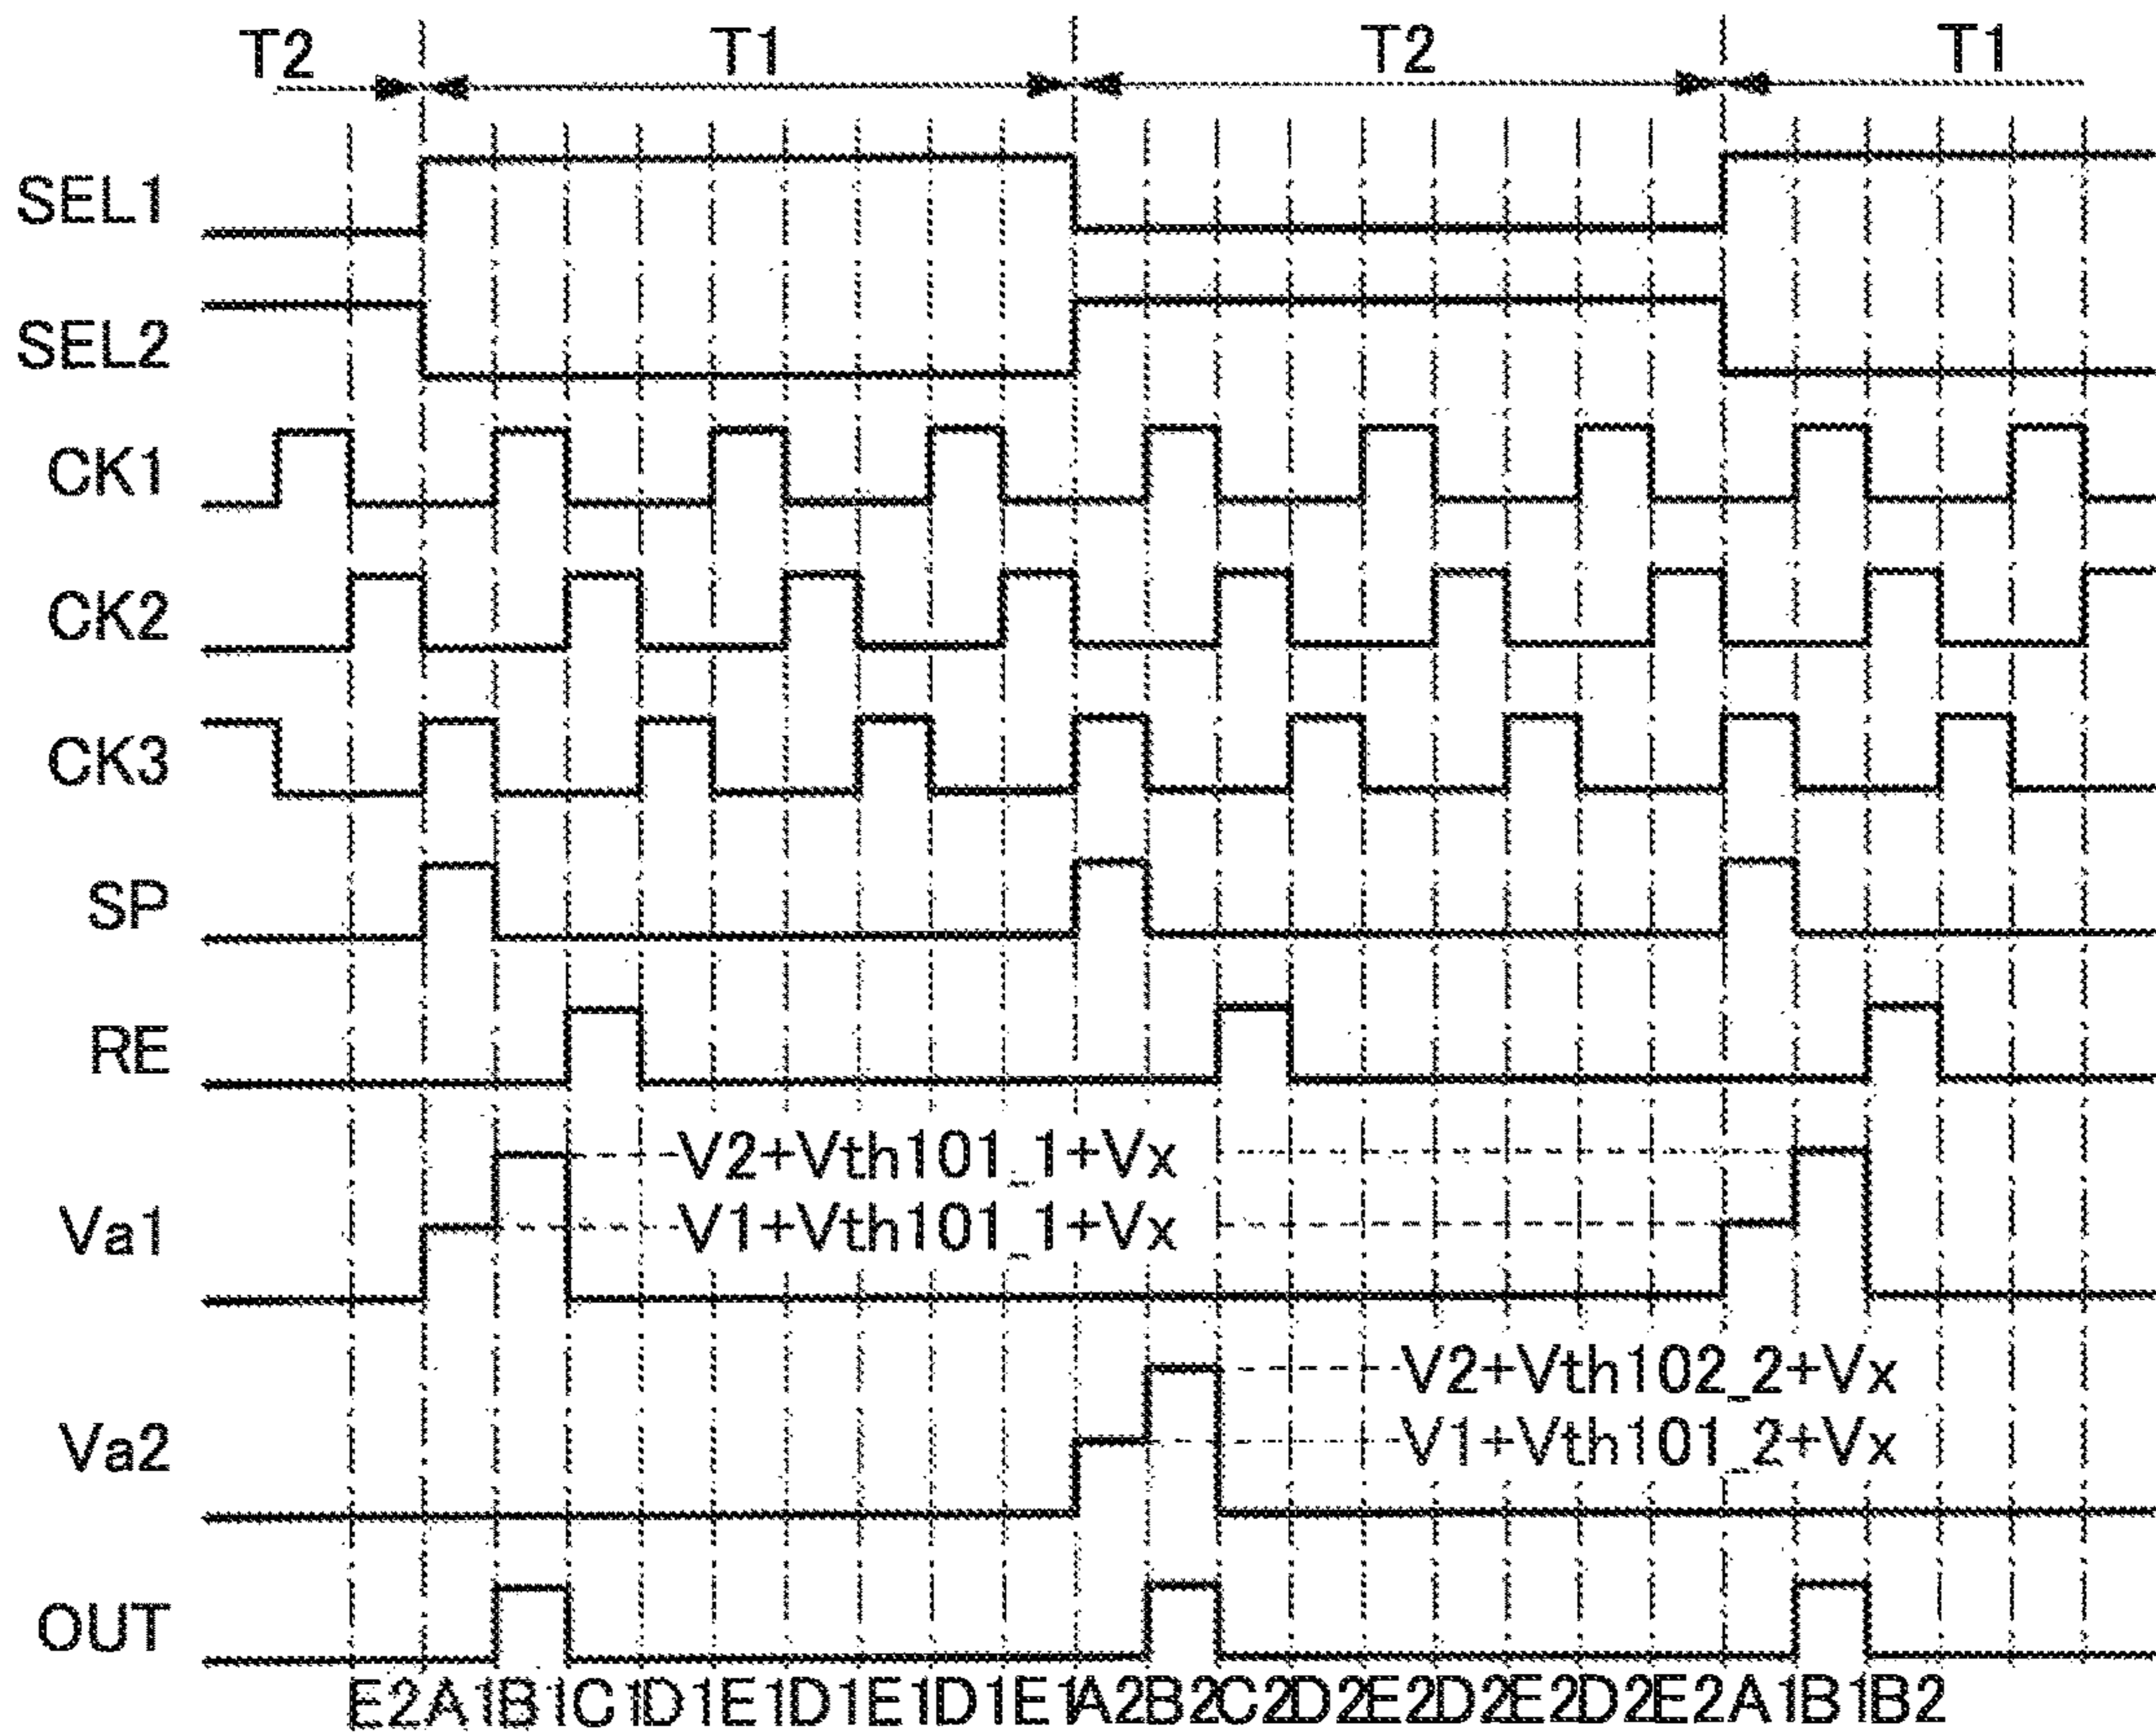 T2 T1 T2 T1
SEL1
SEL2
CK1
CK2
CK3
SP
RE
V2+Vth101_1+Vx
Va1
V1+Vth101_1+Vx
V2+Vth102_2+Vx
Va2
V1+Vth101_2+Vx
OUT
E2A1B1C1D1E1D1E1D1E1A2B2C2D2E2D2E2D2E2A1B1B2